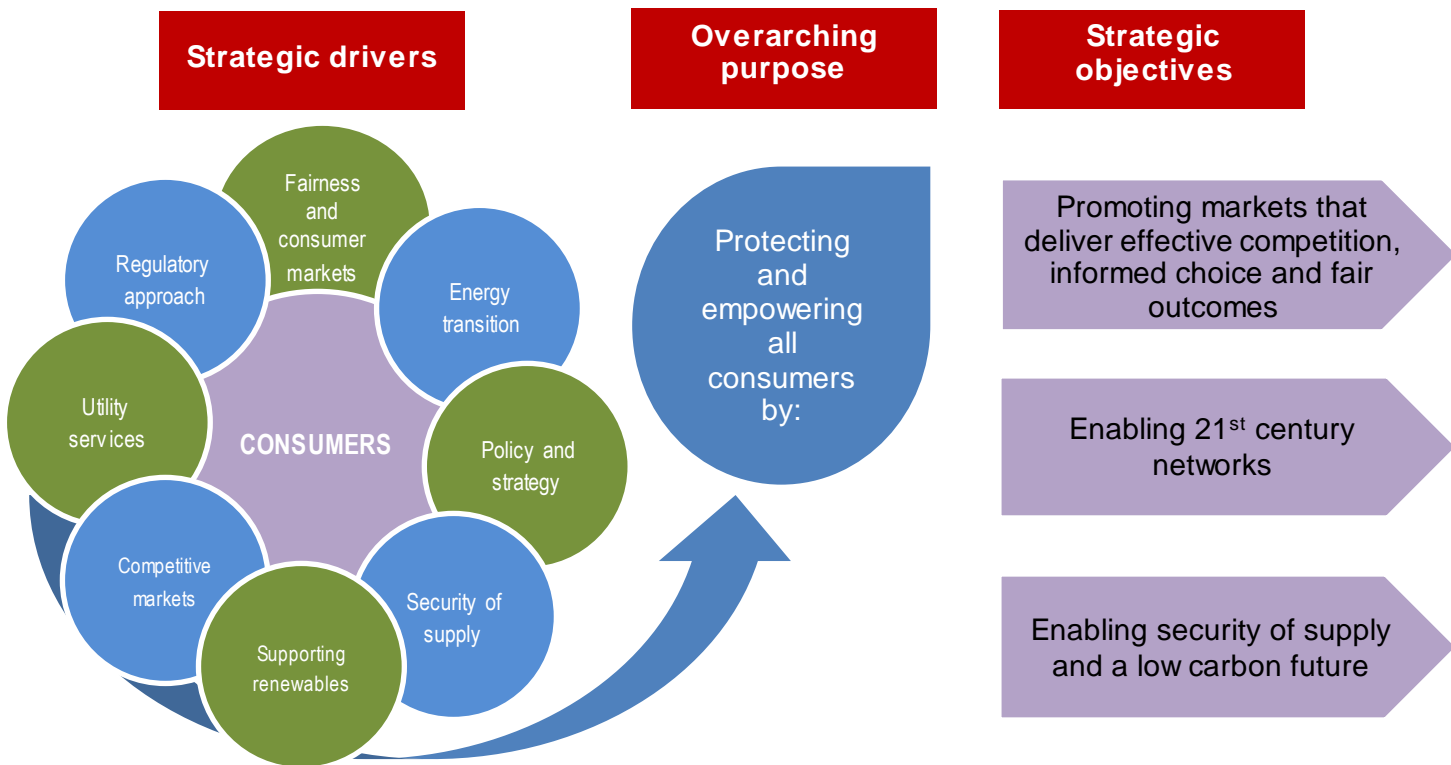 Strategic drivers
Overarching
purpose
Strategic
objectives
Fairness
and
consumer
markets
Regulatory
approach
Energy
transition
Utility
services
CONSUMERS
Policy and
strategy
Competitive
markets
Security of
supply
Supporting
renewables
Protecting
and
empowering
all
consumers
by:
Promoting markets that
deliver effective competition,
informed choice and fair
outcomes
Enabling 21st century
networks
Enabling security of supply
and a low carbon future